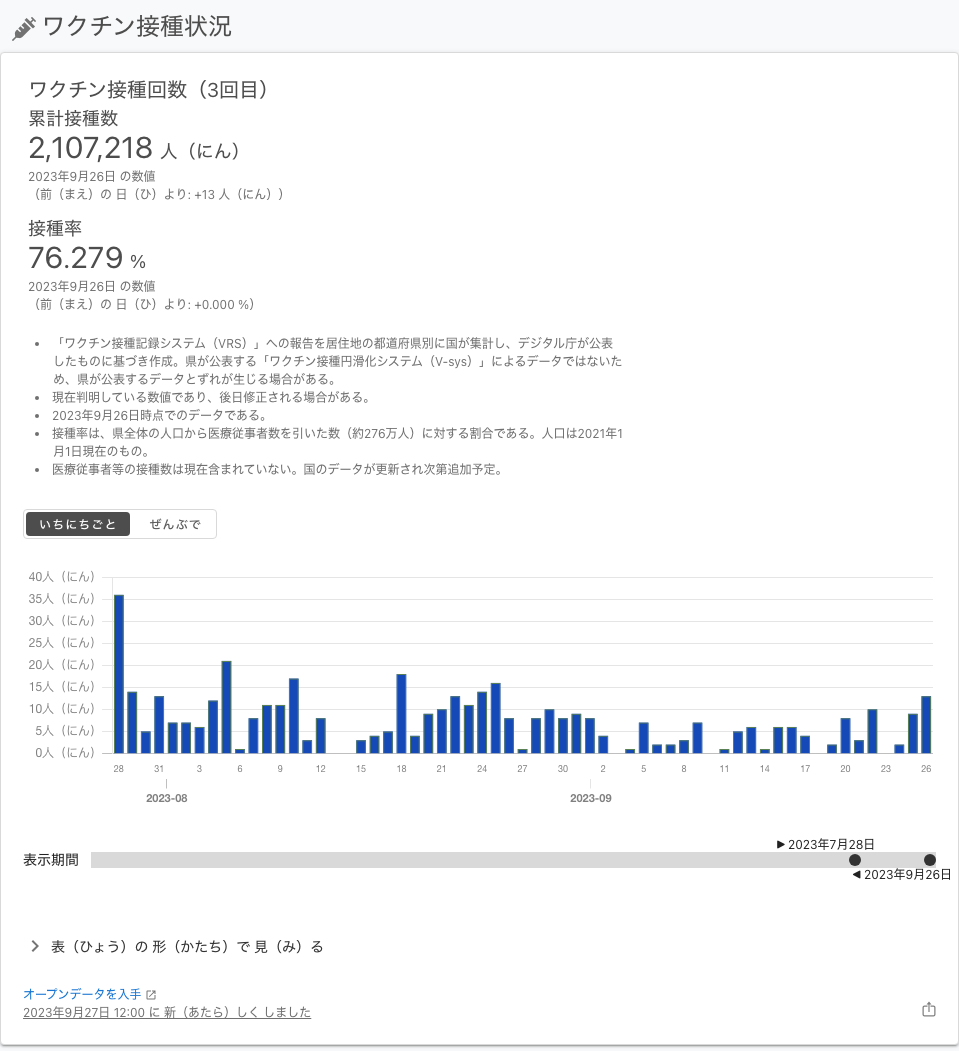 ワクチン接種状況
ワクチン接種回数（3回目）
累計接種数
2,107,218 人（にん）
2023年9月26日 の数値
（前（まえ）の 日（ひ）より: +13 人（にん））
接種率
76.279 %
2023年9月26日 の数値
（前（まえ）の 日（ひ）より: +0.000 %）
• 「ワクチン接種記録システム（VRS）」への報告を居住地の都道府県別に国が集計し、デジタル庁が公表
したものに基づき作成。県が公表する「ワクチン接種円滑化システム（V-sys）」によるデータではないた
め、県が公表するデータとずれが生じる場合がある。
• 現在判明している数値であり、後日修正される場合がある。
• 2023年9月26日時点でのデータである。
• 接種率は、県全体の人口から医療従事者数を引いた数（約276万人）に対する割合である。人口は2021年1
月1日現在のもの。
• 医療従事者等の接種数は現在含まれていない。国のデータが更新され次第追加予定。
いちにちごと ぜんぶで
40人（にん）
35人（にん）
30人（にん）
25人（にん）
20人（にん）
15人（にん）
10人（にん）
5人（にん）
0人（にん）
28 31 3 6 9 12 15 18 21 24 27 30 2 5 8 11 14 17 20 23 26
2023-08 2023-09
▶ 2023年7月28日
表示期間
◀ 2023年9月26日
表（ひょう）の 形（かたち）で 見（み）る
オープンデータを入手
2023年9月27日 12:00 に 新（あたら）しく しました